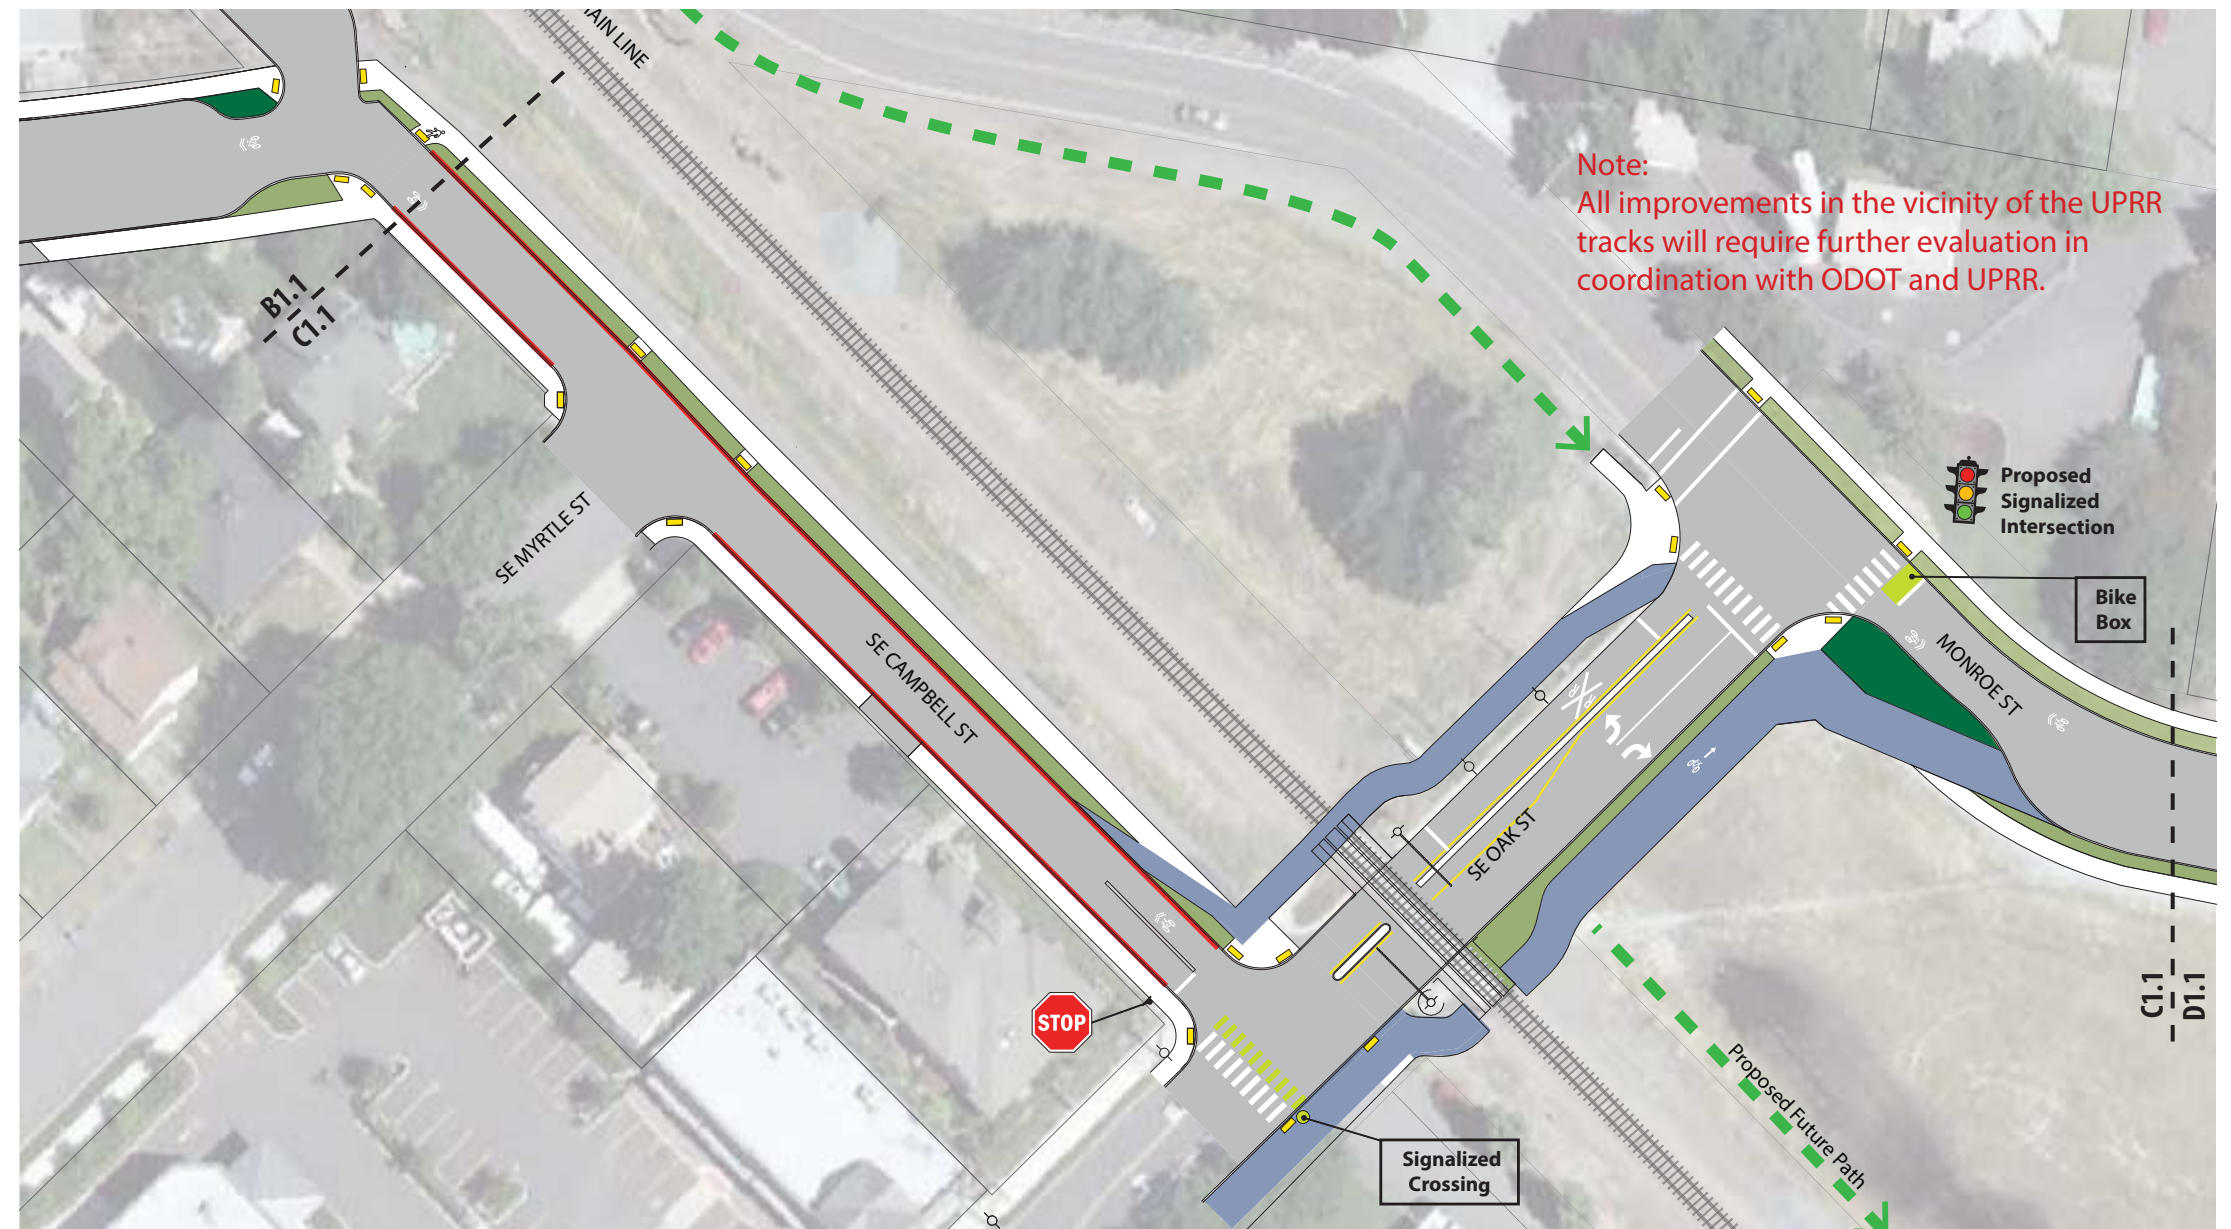 MAIN LINE
Note:
All improvements in the vicinity of the UPRR
tracks will require further evaluation in
coordination with ODOT and UPRR.
B1.1
C1.1
Proposed
Signalized
Intersection
SE MYRTLE ST
Bike
Box
SE CAMPBELL ST
MONROE ST
R
R
SE OAK ST
STOP
C1.1
D1.1
Proposed Future Path
Signalized
Crossing